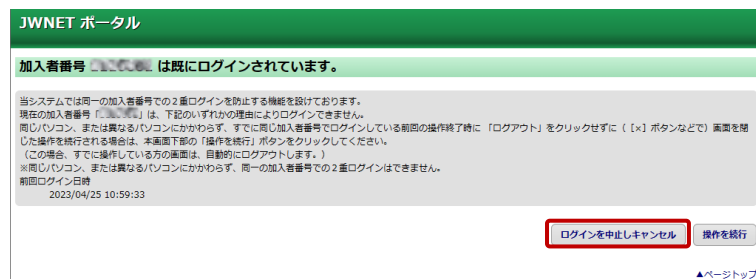 JWNET ポータル
加入者番号 は既にログインされています。
当システムでは同一の加入者番号での２重ログインを防止する機能を設けております。
現在の加入者番号「 」は、下記のいずれかの理由によりログインできません。
同じパソコン、または異なるパソコンにかかわらず、すでに同じ加入者番号でログインしている前回の操作終了時に 「ログアウト」をクリックせずに（［×］ボタンなどで）画面を閉
じた操作を続行される場合は、本画面下部の「操作を続行」ボタンをクリックしてください。
（この場合、すでに操作している方の画面は、自動的にログアウトします。）
※同じパソコン、または異なるパソコンにかかわらず、同一の加入者番号での２重ログインはできません。
前回ログイン日時
2023/04/25 10:59:33
ログインを中止しキャンセル 操作を続行
▲ページトップ